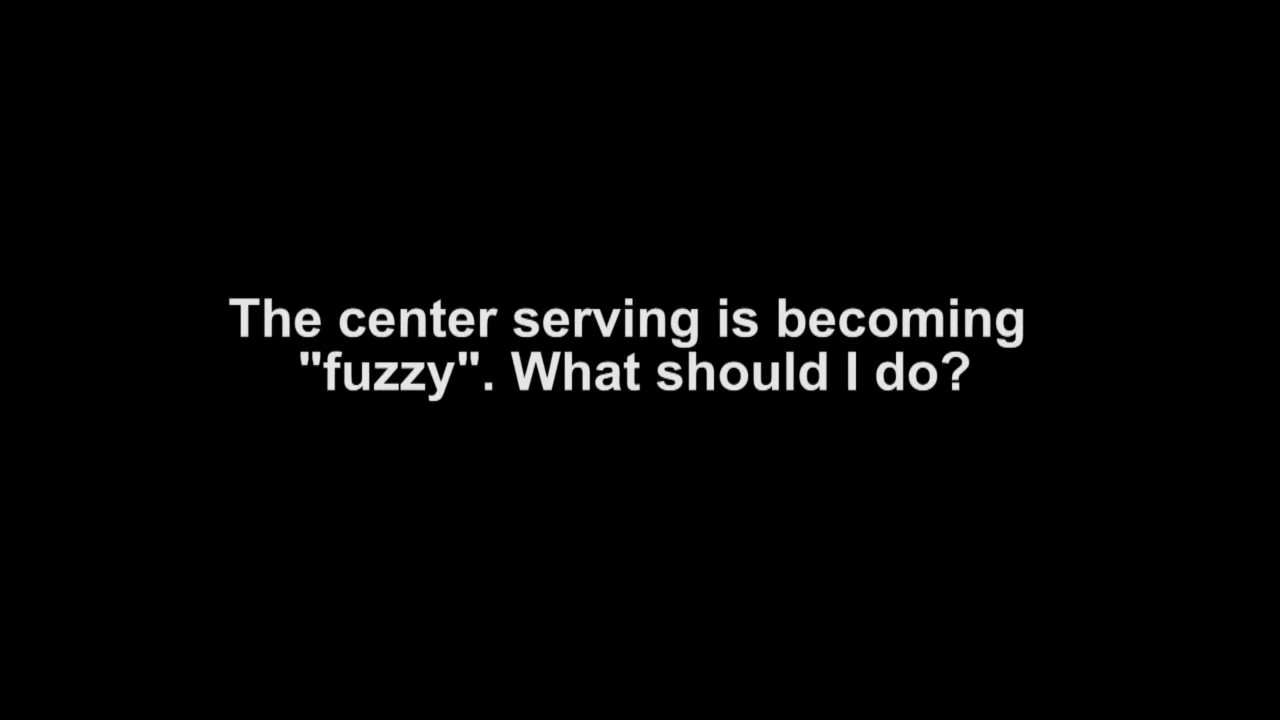 The center serving is becoming
"fuzzy". What should I do?